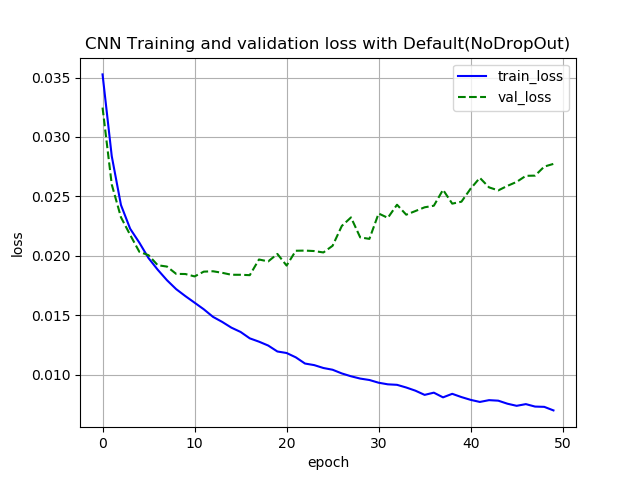 CNN Training and validation loss with Default(NoDropOut)
train_loss
val_loss
0.035
0.030
0.025
0.020
0.015
0.010
loss
0 10 20 30 40 50
epoch